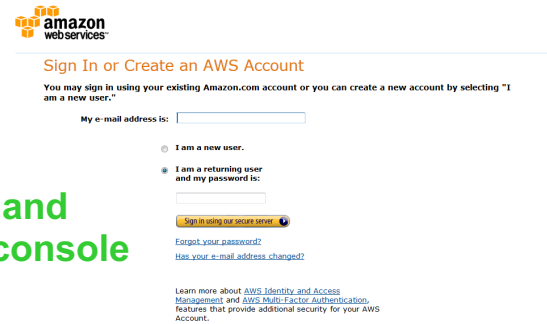 amazon
webservices™
Sign In or Create an AWS Account
You may sign in using your existing Amazon.com account or you can create a new account by selecting "I
am a new user."
My e-mail address is:
I am a new user.
I am a returning user
and my password is:
Sign in using our secure server
Forgot your password?
Has your e-mail address changed?
Learn more about AWS Identity and Access
Management and AWS Multi-Factor Authentication,
features that provide additional security for your AWS
Account.
and
console